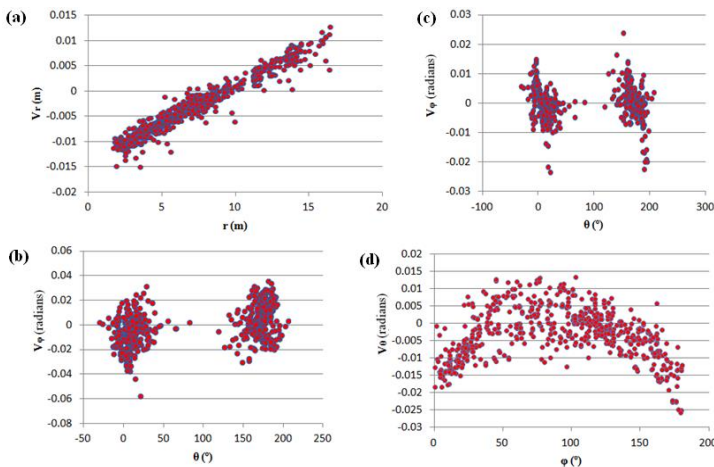 (a)
0.015
0.01
0.005
0
-0.005
-0.01
-0.015
-0.02
Vr (m)
0 5 10 15 20
r (m)
(c)
0.03
0.02
0.01
0
-0.01
-0.02
-0.03
Vφ (radians)
-100 0 100 200 300
θ (°)
(b)
0.06
0.04
0.02
0
-0.02
-0.04
-0.06
-0.08
Vφ (radians)
-50 0 50 100 150 200 250
θ (°)
(d)
0.02
0.015
0.01
0.005
0
-0.005
-0.01
-0.015
-0.02
-0.025
-0.03
Vθ (radians)
0 50 100 150 200
φ (°)